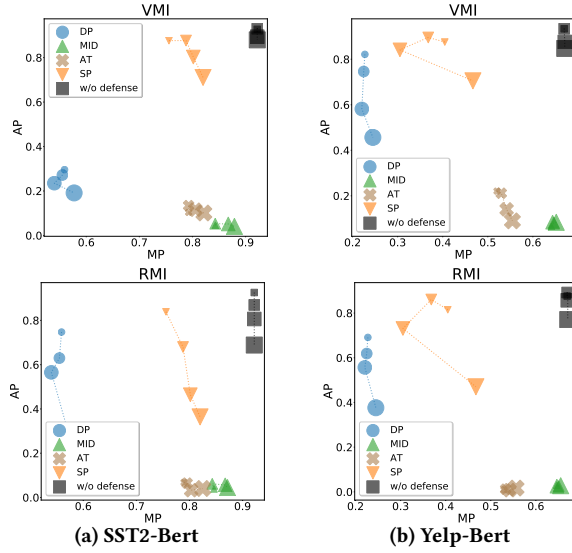 VMI
AP
0.8
0.6
0.4
0.2
0.0
DP
MID
AT
SP
w/o defense
0.6 0.7 0.8 0.9
MP
VMI
AP
0.8
0.6
0.4
0.2
DP
MID
AT
SP
w/o defense
0.2 0.3 0.4 0.5 0.6
MP
RMI
AP
0.8
0.6
0.4
0.2
0.0
DP
MID
AT
SP
w/o defense
0.6 0.7 0.8 0.9
MP
(a) SST2-Bert
RMI
AP
0.8
0.6
0.4
0.2
0.0
DP
MID
AT
SP
w/o defense
0.2 0.3 0.4 0.5 0.6
MP
(b) Yelp-Bert